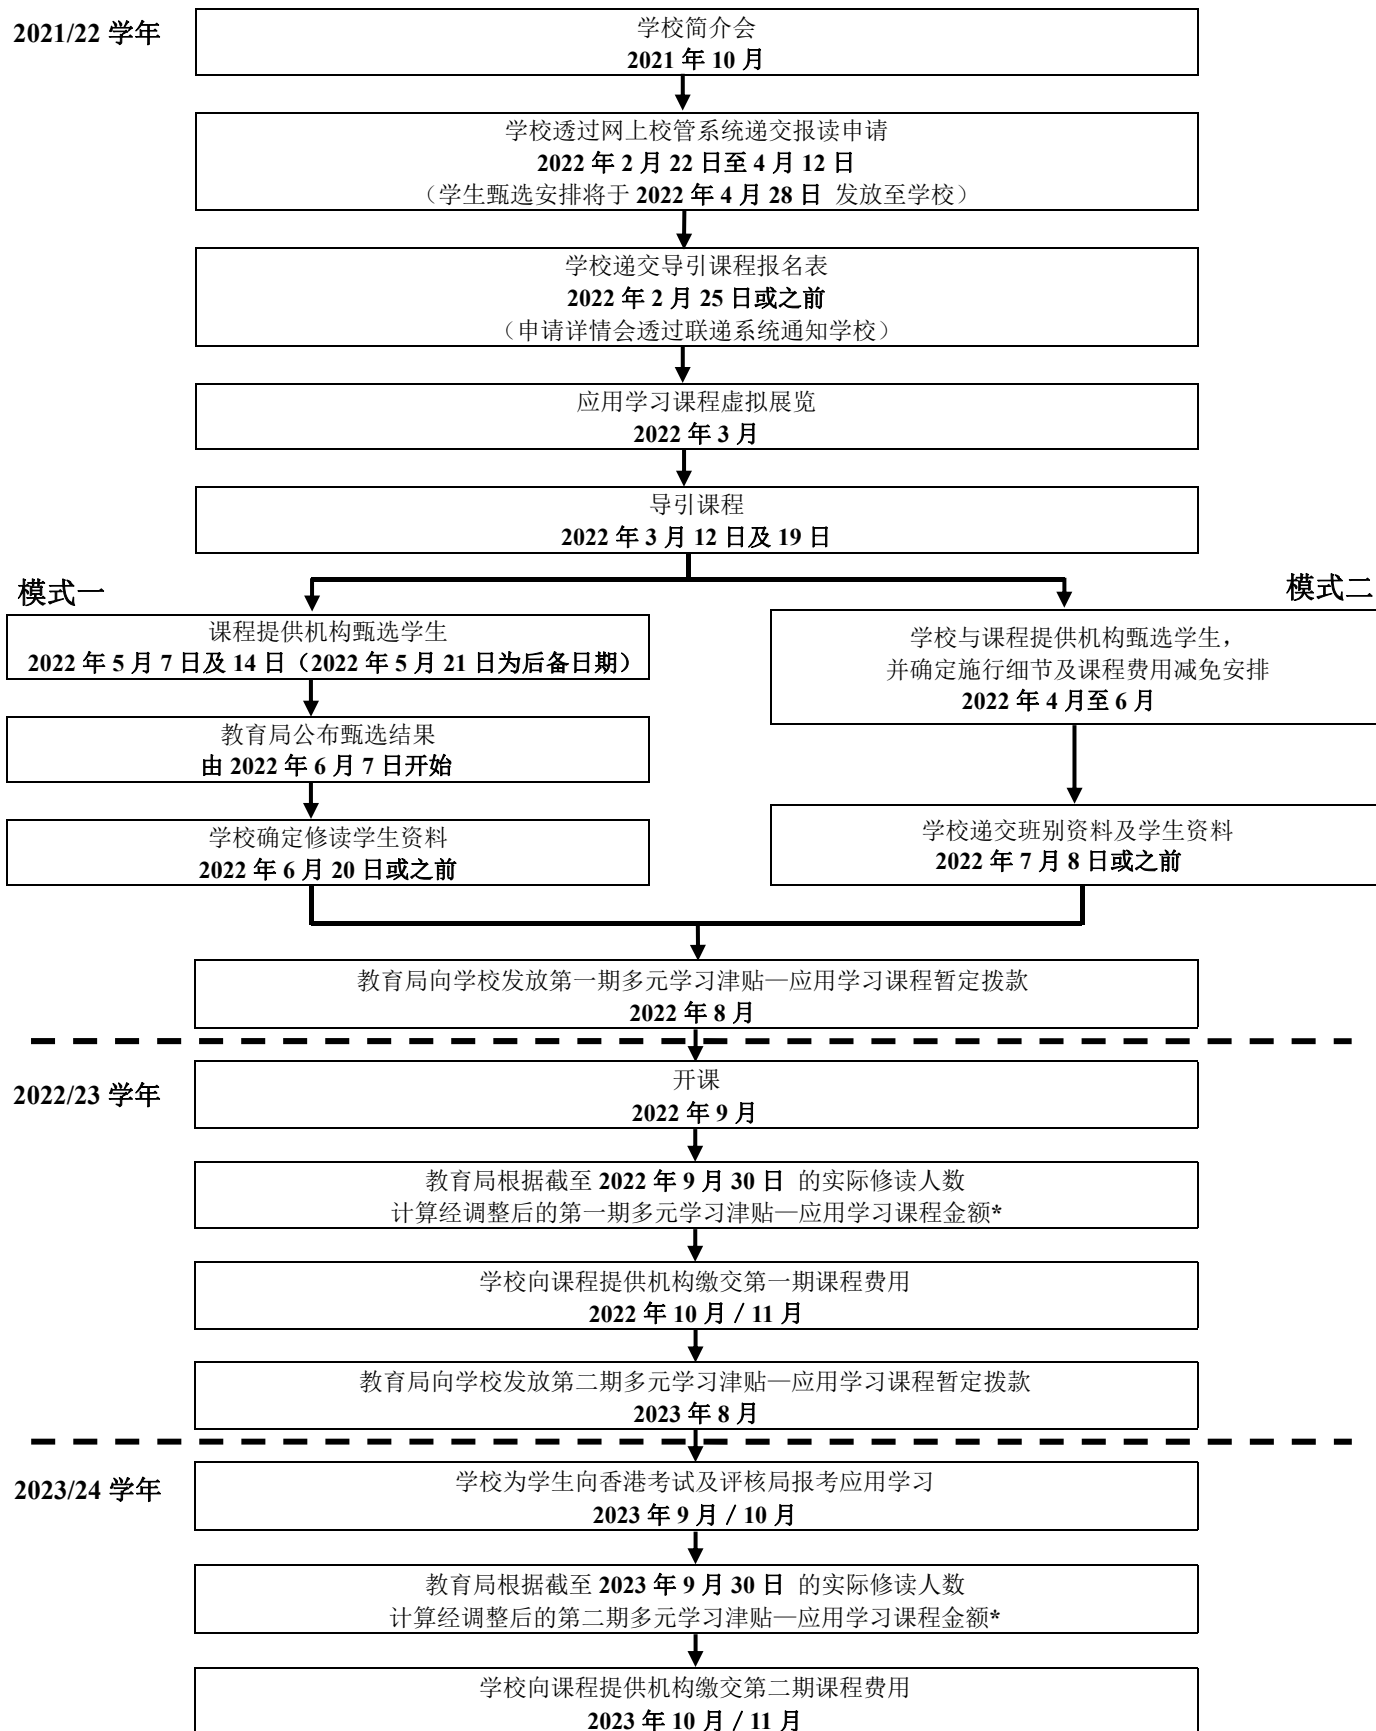 2021/22 学年
学校简介会
2021 年 10 月
学校透过网上校管系统递交报读申请
2022 年 2 月 22 日至 4 月 12 日
（学生甄选安排将于 2022 年 4 月 28 日 发放至学校）
学校递交导引课程报名表
2022 年 2 月 25 日或之前
（申请详情会透过联递系统通知学校）
应用学习课程虚拟展览
2022 年 3 月
导引课程
2022 年 3 月 12 日及 19 日
模式一
课程提供机构甄选学生
2022 年 5 月 7 日及 14 日（2022 年 5 月 21 日为后备日期）
教育局公布甄选结果
由 2022 年 6 月 7 日开始
学校确定修读学生资料
2022 年 6 月 20 日或之前
模式二
学校与课程提供机构甄选学生，
并确定施行细节及课程费用减免安排
2022 年 4 月至 6 月
学校递交班别资料及学生资料
2022 年 7 月 8 日或之前
教育局向学校发放第一期多元学习津贴—应用学习课程暂定拨款
2022 年 8 月
2022/23 学年
开课
2022 年 9 月
教育局根据截至 2022 年 9 月 30 日 的实际修读人数
计算经调整后的第一期多元学习津贴—应用学习课程金额*
学校向课程提供机构缴交第一期课程费用
2022 年 10 月 / 11 月
教育局向学校发放第二期多元学习津贴—应用学习课程暂定拨款
2023 年 8 月
2023/24 学年
学校为学生向香港考试及评核局报考应用学习
2023 年 9 月 / 10 月
教育局根据截至 2023 年 9 月 30 日 的实际修读人数
计算经调整后的第二期多元学习津贴—应用学习课程金额*
学校向课程提供机构缴交第二期课程费用
2023 年 10 月 / 11 月